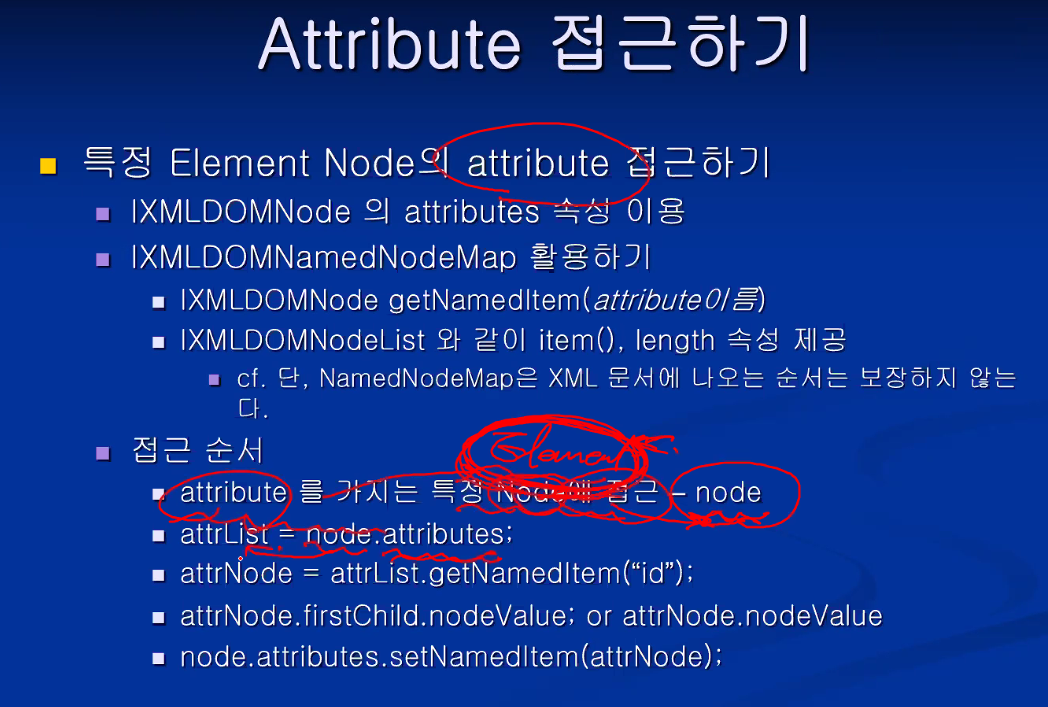 Attribute 접근하기
특정 Element Node의 attribute 접근하기
IXMLDOMNode 의 attributes 속성 이용
IXMLDOMNamedNodeMap 활용하기
IXMLDOMNode getNamedItem(attribute이름)
IXMLDOMNodeList 와 같이 item(), length 속성 제공
cf. 단, NamedNodeMap은 XML 문서에 나오는 순서는 보장하지 않는
다.
접근 순서
Element
attribute 를 가지는 특정 Node에 접근 – node
attrList = node.attributes;
attrNode = attrList.getNamedItem(“id”);
attrNode.firstChild.nodeValue; or attrNode.nodeValue
node.attributes.setNamedItem(attrNode);